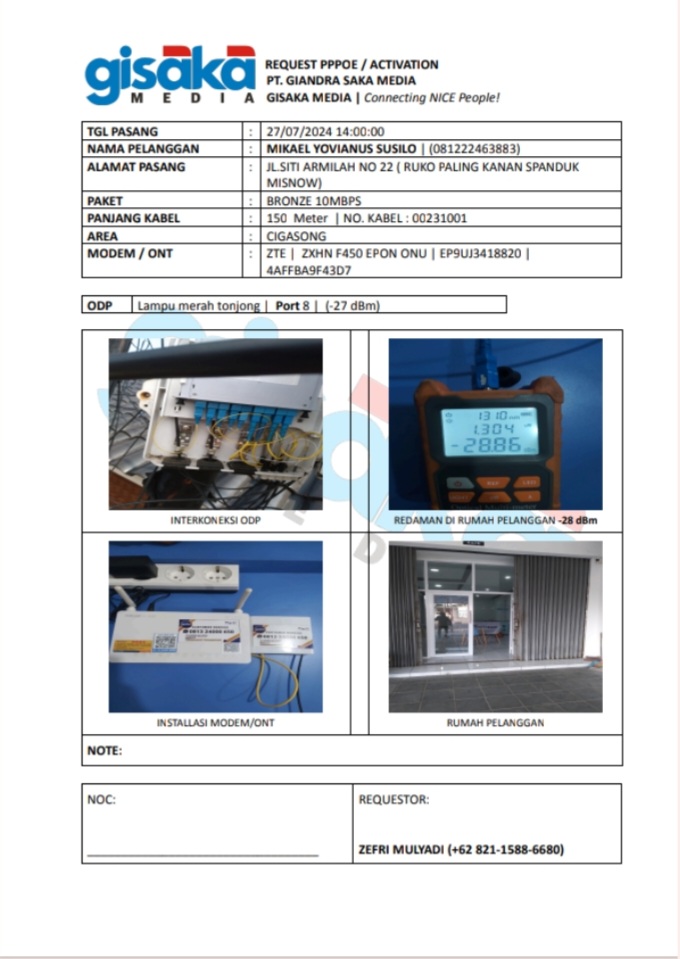 gisaka
MEDIA
REQUEST PPPOE / ACTIVATION
PT. GIANDRA SAKA MEDIA
GISAKA MEDIA | Connecting NICE People!
TGL PASANG : 27/07/2024 14:00:00
NAMA PELANGGAN : MIKAEL YOVIANUS SUSILO | (081222463883)
ALAMAT PASANG : JL.SITI ARMILAH NO 22 ( RUKO PALING KANAN SPANDUK
MISNOW)
PAKET : BRONZE 10MBPS
PANJANG KABEL : 150 Meter | NO. KABEL : 00231001
AREA : CIGASONG
MODEM / ONT : ZTE | ZXHN F450 EPON ONU | EP9UJ3418820 |
4AFFBA9F43D7
ODP Lampu merah tonjong | Port 8 | (-27 dBm)
1310
1.304
-28.86
INTERKONEKSI ODP
REDAMAN DI RUMAH PELANGGAN -28 dBm
INSTALLASI MODEM/ONT
RUMAH PELANGGAN
NOTE:
NOC:
REQUESTOR:
ZEFRI MULYADI (+62 821-1588-6680)